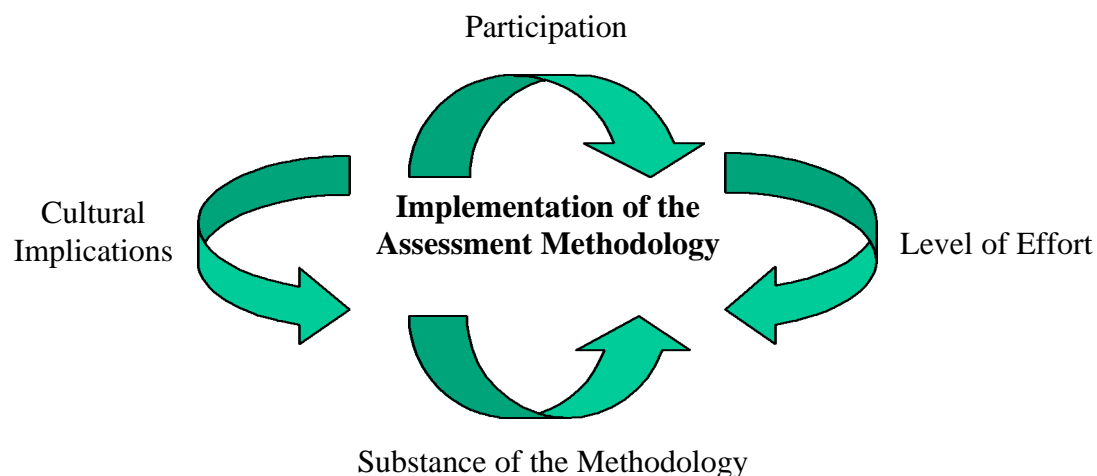 Participation
Cultural
Implications
Implementation of the
Assessment Methodology
Level of Effort
Substance of the Methodology